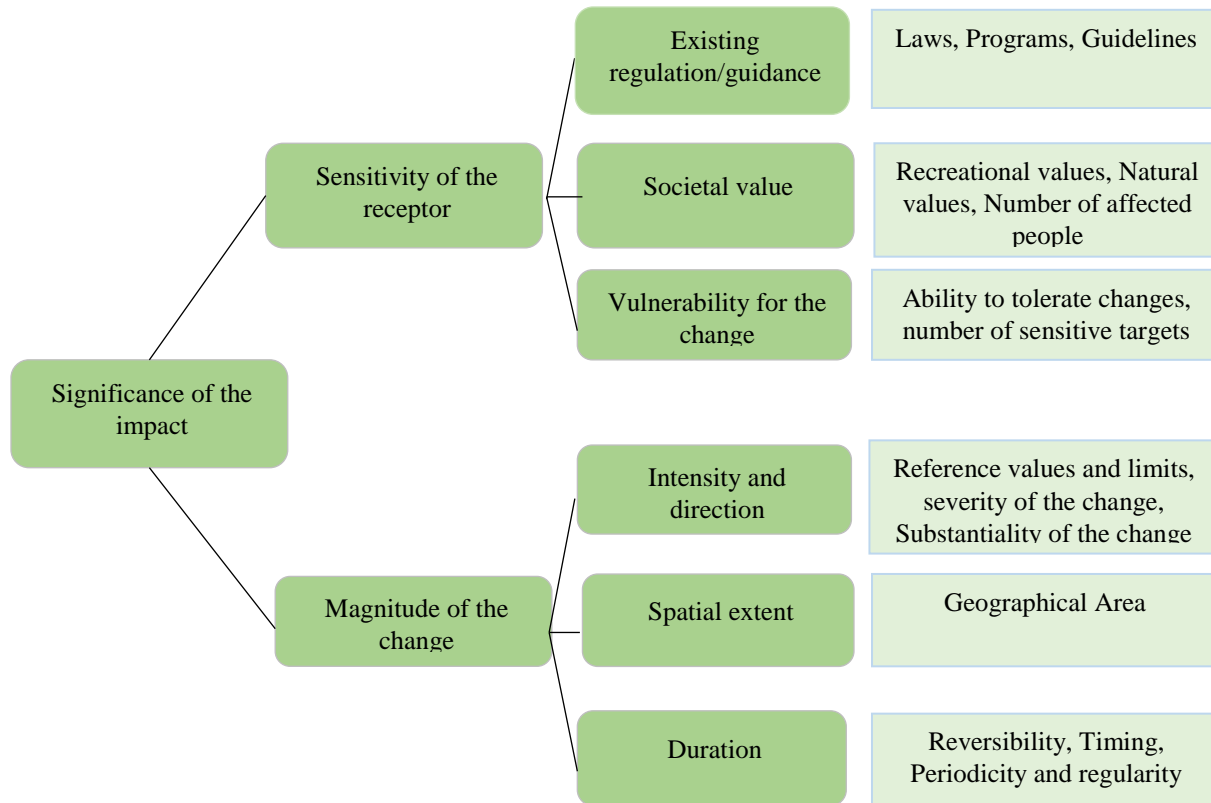 Existing
regulation/guidance
Laws, Programs, Guidelines
Sensitivity of the
receptor
Societal value
Recreational values, Natural
values, Number of affected
people
Vulnerability for the
change
Ability to tolerate changes,
number of sensitive targets
Significance of the
impact
Intensity and
direction
Reference values and limits,
severity of the change,
Substantiality of the change
Magnitude of the
change
Spatial extent
Geographical Area
Duration
Reversibility, Timing,
Periodicity and regularity